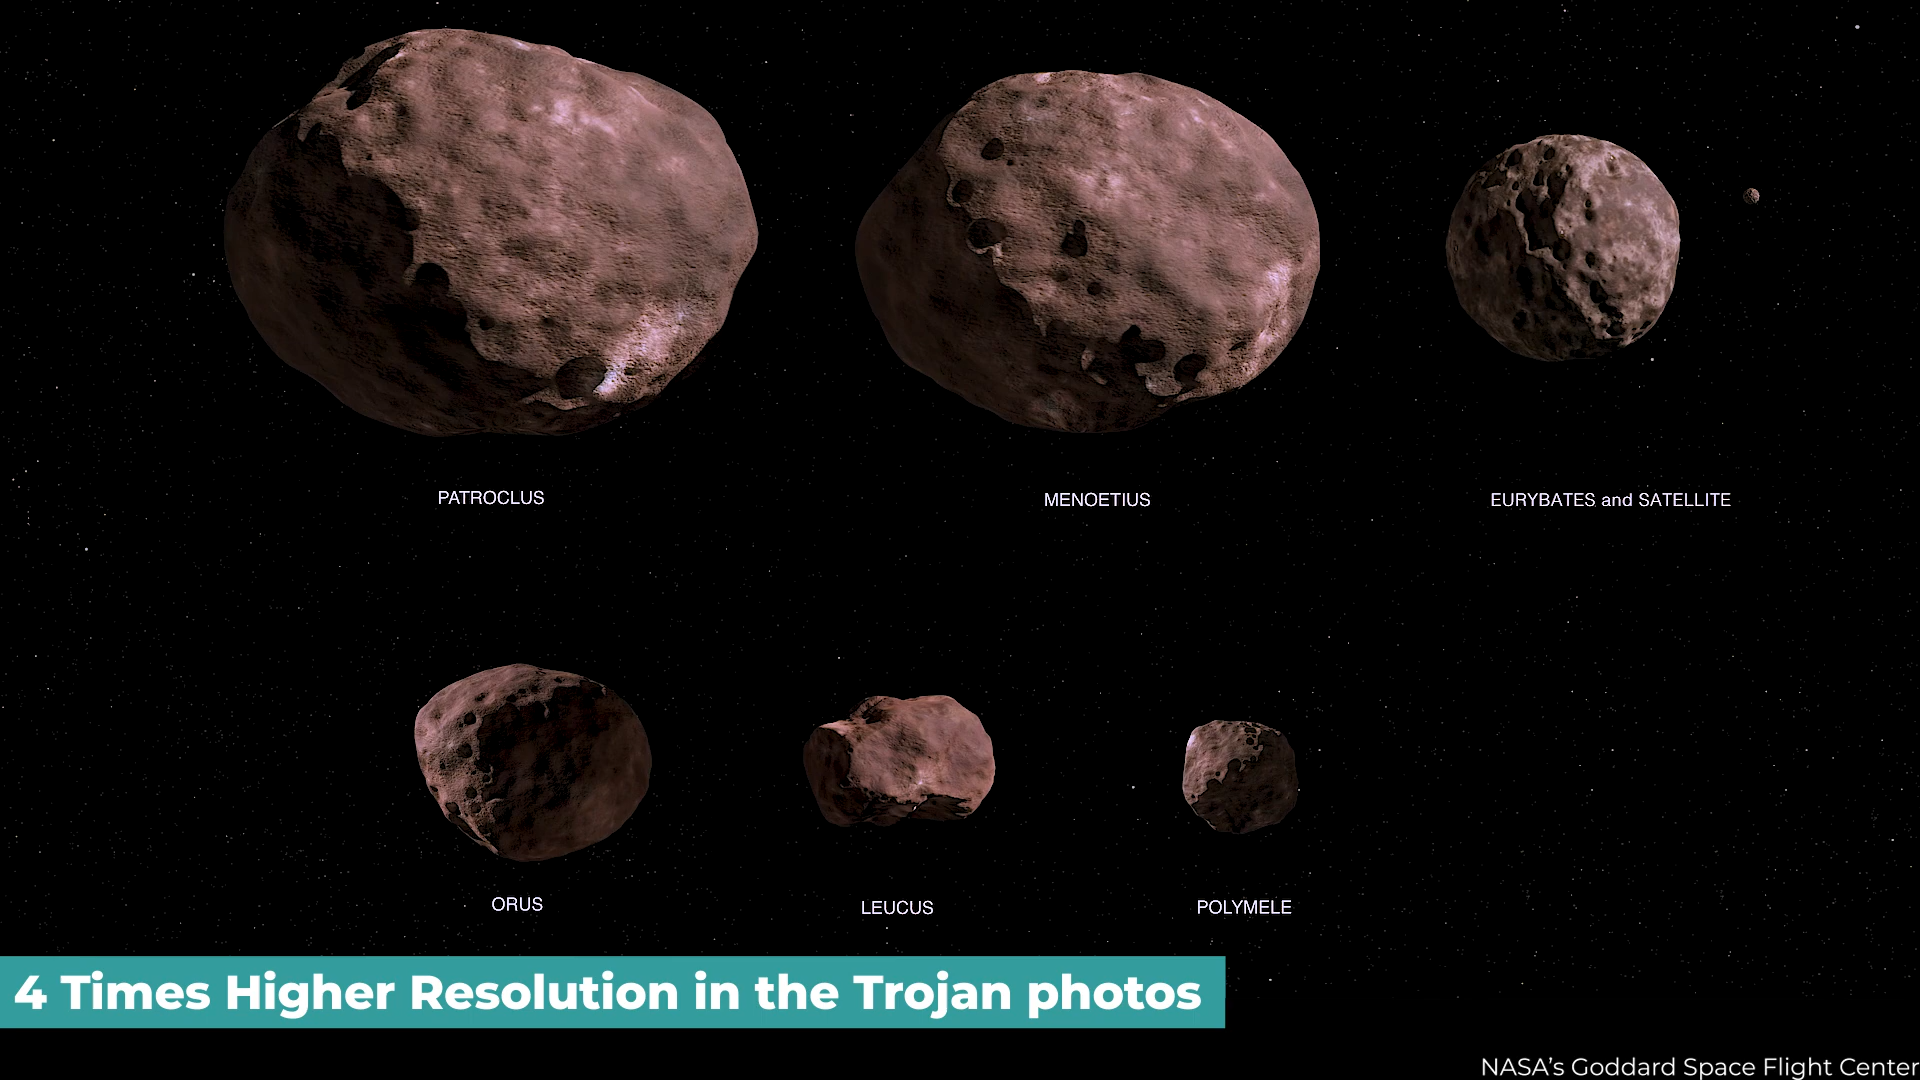 PATROCLUS
MENOETIUS
EURYBATES and SATELLITE
ORUS
LEUCUS
POLYMELE
4 Times Higher Resolution in the Trojan photos
NASA’s Goddard Space Flight Center